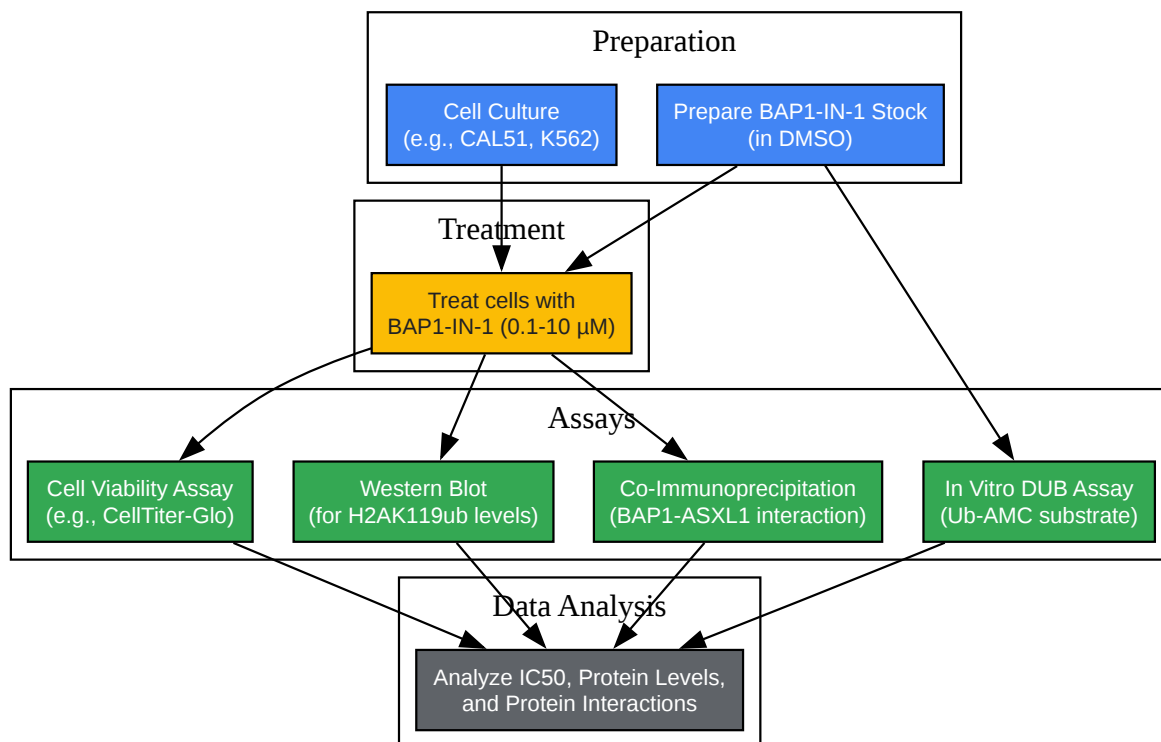 Preparation
Cell Culture
(e.g., CAL51, K562)
Prepare BAP1-IN-1 Stock
(in DMSO)
Treatment
Treat cells with
BAP1-IN-1 (0.1-10 µM)
Assays
Cell Viability Assay
(e.g., CellTiter-Glo)
Western Blot
(for H2AK119ub levels)
Co-Immunoprecipitation
(BAP1-ASXL1 interaction)
In Vitro DUB Assay
(Ub-AMC substrate)
Data Analysis
Analyze IC50, Protein Levels,
and Protein Interactions